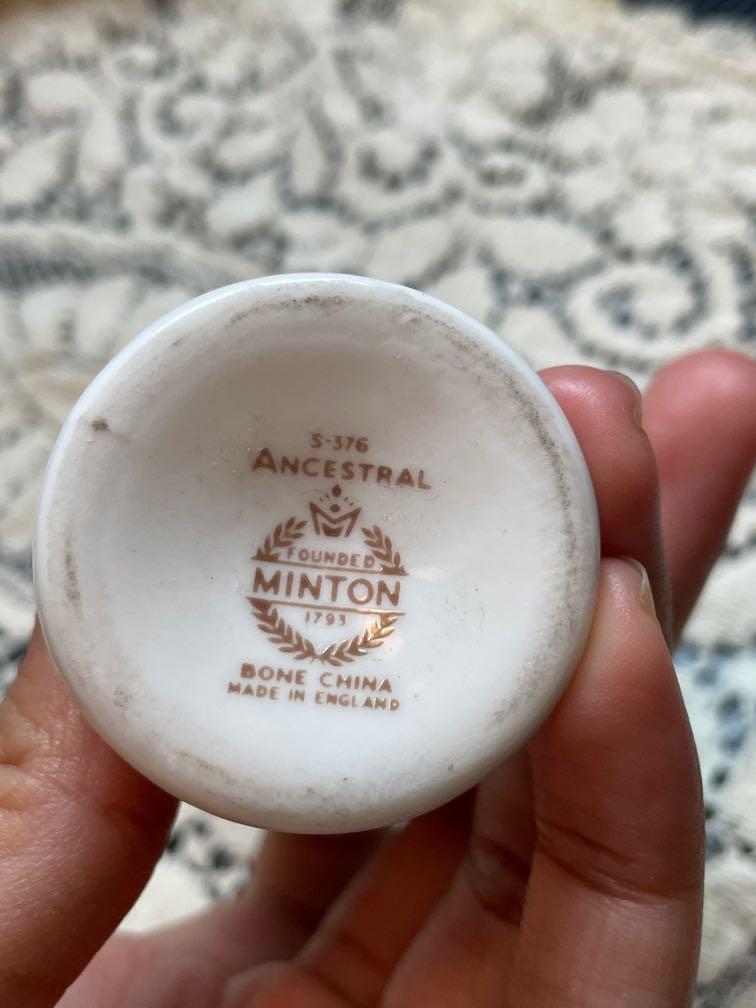 S-376
ANCESTRAL
FOUNDED
MINTON
1793
BONE CHINA
MADE IN ENGLAND